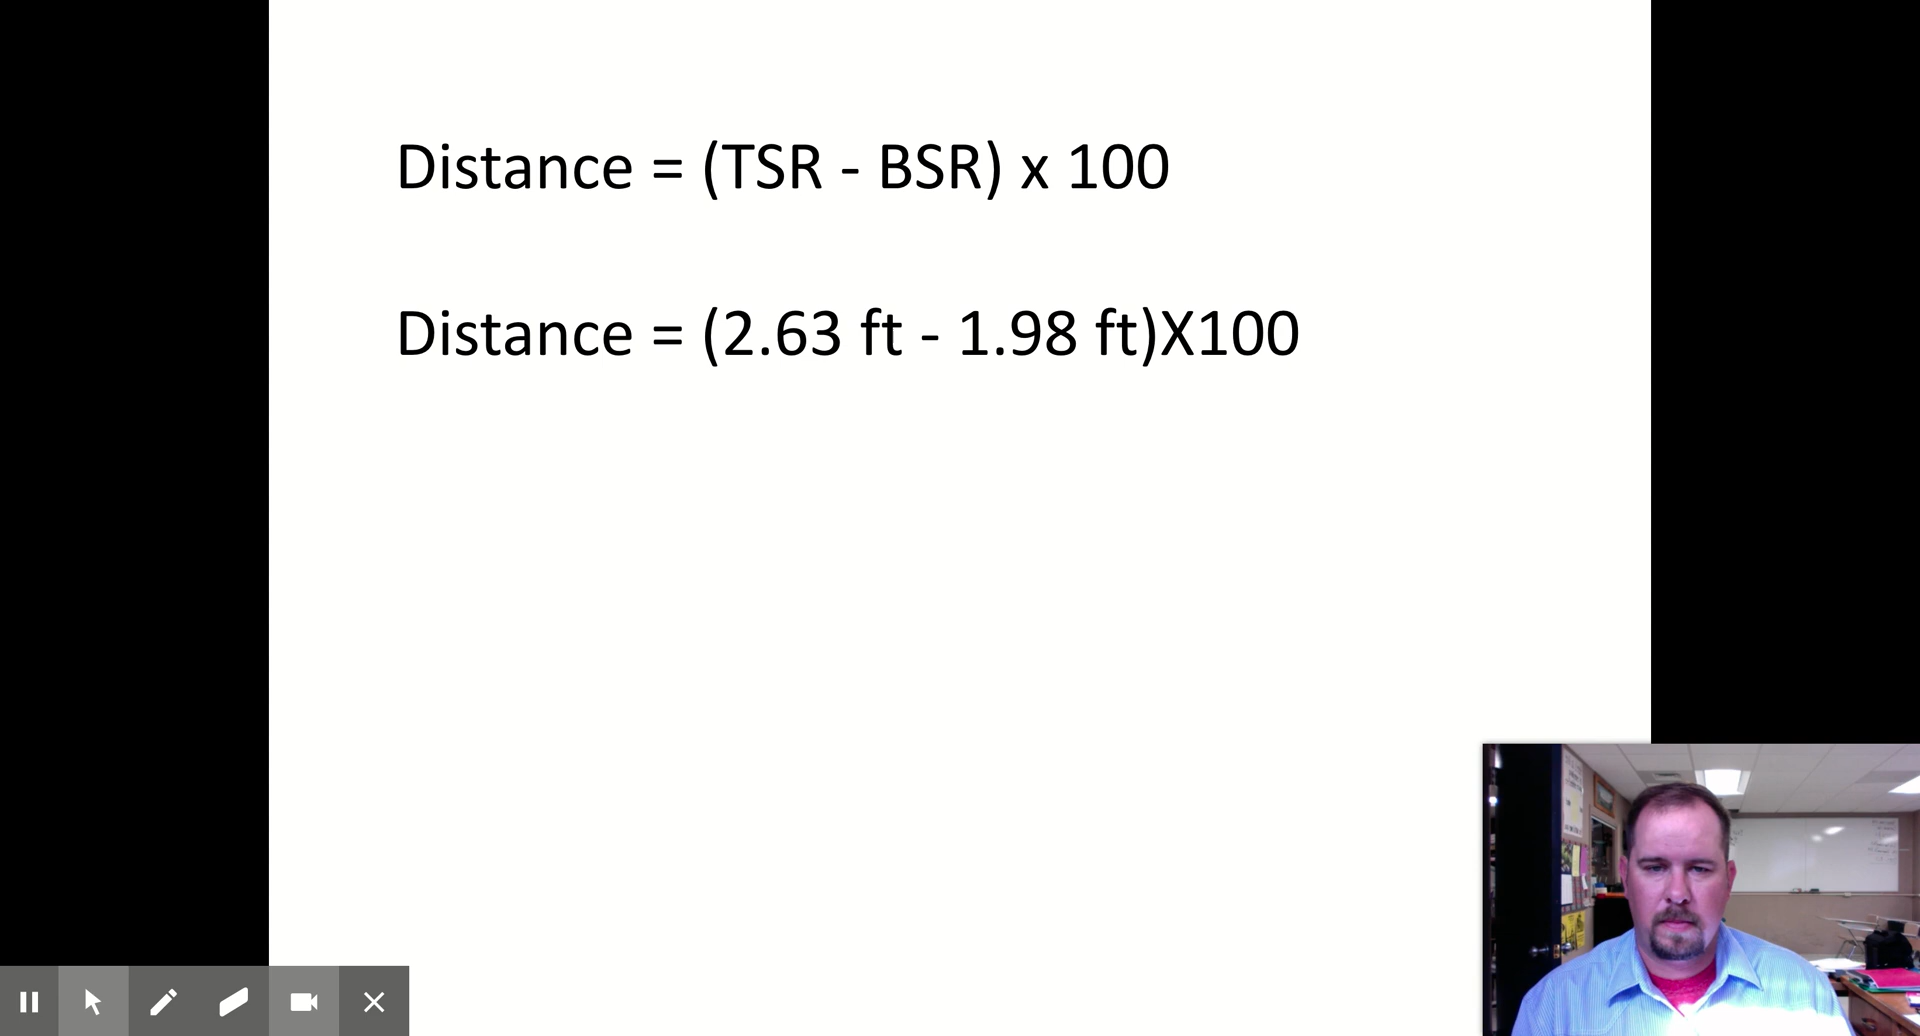 Distance = (TSR - BSR) x 100
Distance = (2.63 ft - 1.98 ft)X100